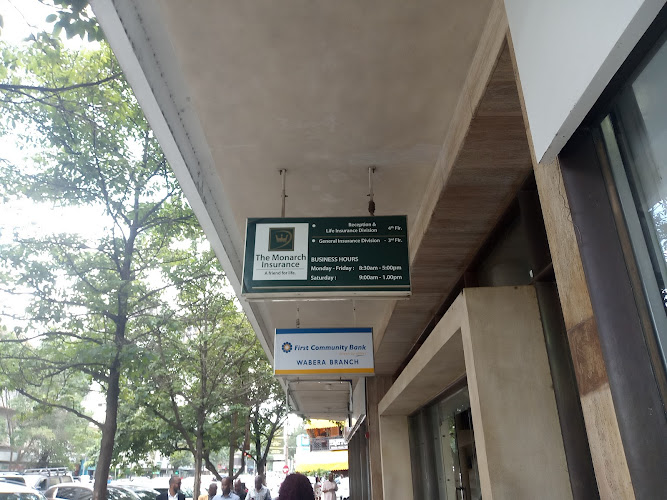 The Monarch
Insurance
A friend for life.
• Reception &
Life Insurance Division 4th Flr.
• General Insurance Division - 3rd Flr.
BUSINESS HOURS
Monday - Friday : 8:30am - 5:00pm
Saturday : 9:00am - 1.00pm
First Community Bank
WABERA BRANCH